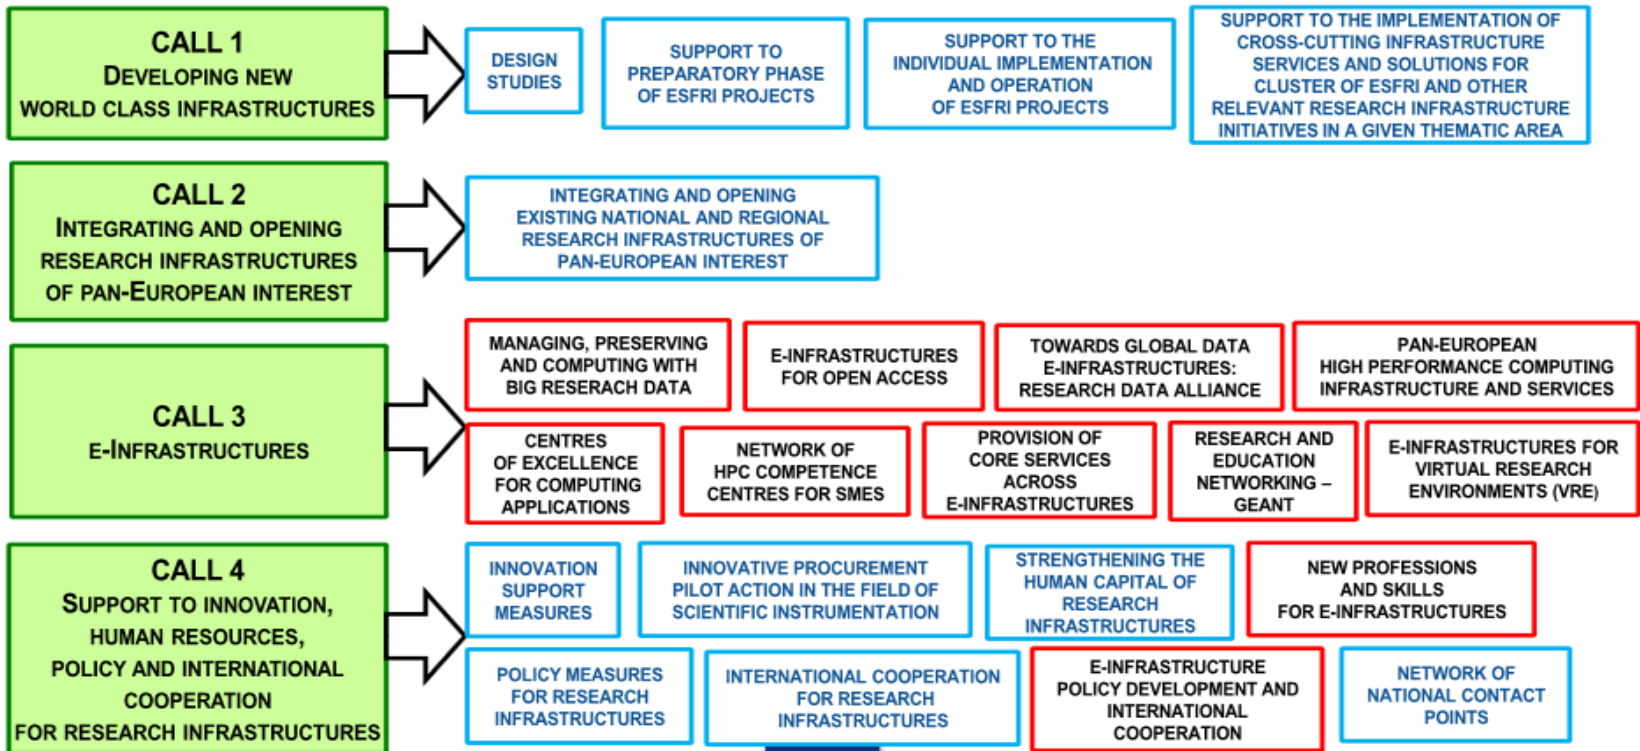 CALL 1
DEVELOPING NEW
WORLD CLASS INFRASTRUCTURES
DESIGN
STUDIES
SUPPORT TO
PREPARATORY PHASE
OF ESFRI PROJECTS
SUPPORT TO THE
INDIVIDUAL IMPLEMENTATION
AND OPERATION
OF ESFRI PROJECTS
SUPPORT TO THE IMPLEMENTATION OF
CROSS-CUTTING INFRASTRUCTURE
SERVICES AND SOLUTIONS FOR
CLUSTER OF ESFRI AND OTHER
RELEVANT RESEARCH INFRASTRUCTURE
INITIATIVES IN A GIVEN THEMATIC AREA
CALL 2
INTEGRATING AND OPENING
RESEARCH INFRASTRUCTURES
OF PAN-EUROPEAN INTEREST
INTEGRATING AND OPENING
EXISTING NATIONAL AND REGIONAL
RESEARCH INFRASTRUCTURES OF
PAN-EUROPEAN INTEREST
CALL 3
E-INFRASTRUCTURES
MANAGING, PRESERVING
AND COMPUTING WITH
BIG RESERACH DATA
E-INFRASTRUCTURES
FOR OPEN ACCESS
TOWARDS GLOBAL DATA
E-INFRASTRUCTURES:
RESEARCH DATA ALLIANCE
PAN-EUROPEAN
HIGH PERFORMANCE COMPUTING
INFRASTRUCTURE AND SERVICES
CENTRES
OF EXCELLENCE
FOR COMPUTING
APPLICATIONS
NETWORK OF
HPC COMPETENCE
CENTRES FOR SMES
PROVISION OF
CORE SERVICES
ACROSS
E-INFRASTRUCTURES
RESEARCH AND
EDUCATION
NETWORKING –
GEANT
E-INFRASTRUCTURES FOR
VIRTUAL RESEARCH
ENVIRONMENTS (VRE)
CALL 4
SUPPORT TO INNOVATION,
HUMAN RESOURCES,
POLICY AND INTERNATIONAL
COOPERATION
FOR RESEARCH INFRASTRUCTURES
INNOVATION
SUPPORT
MEASURES
INNOVATIVE PROCUREMENT
PILOT ACTION IN THE FIELD OF
SCIENTIFIC INSTRUMENTATION
STRENGTHENING THE
HUMAN CAPITAL OF
RESEARCH
INFRASTRUCTURES
NEW PROFESSIONS
AND SKILLS
FOR E-INFRASTRUCTURES
POLICY MEASURES
FOR RESEARCH
INFRASTRUCTURES
INTERNATIONAL COOPERATION
FOR RESEARCH
INFRASTRUCTURES
E-INFRASTRUCTURE
POLICY DEVELOPMENT AND
INTERNATIONAL
COOPERATION
NETWORK OF
NATIONAL CONTACT
POINTS